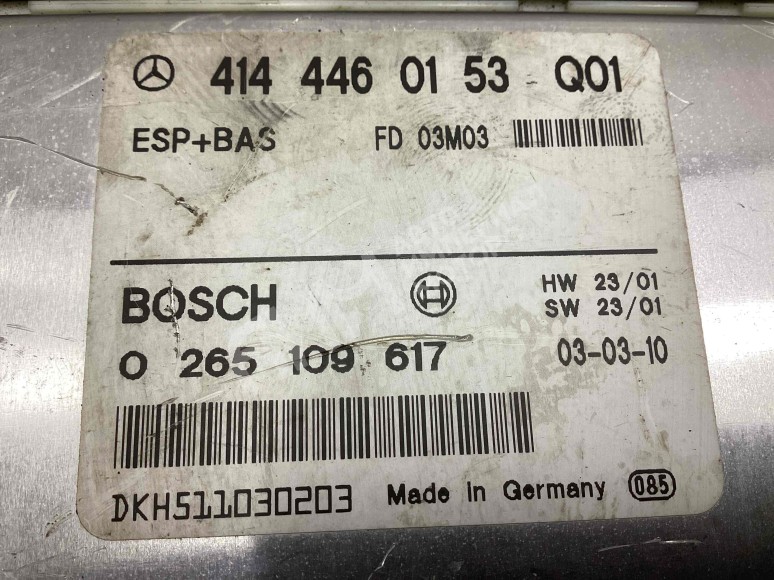 414 446 01 53 Q01
ESP+BAS FD 03M03
BOSCH HW 23/01
SW 23/01
0 265 109 617 03-03-10
DKH511030203 Made in Germany 085